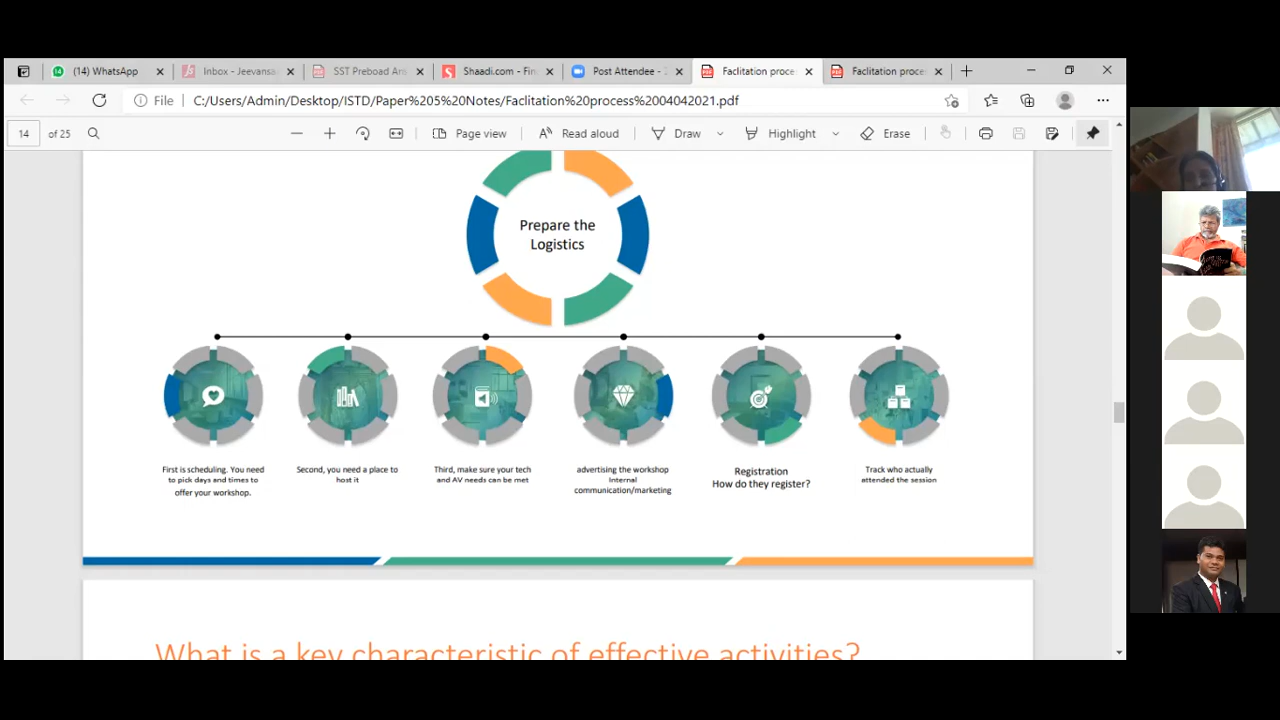 (14) WhatsApp
Inbox - Jeevansa
SST Preboad Ans
Shaadi.com - Fin
Post Attendee - Z
Faclitation proce
Faclitation proce
File C:/Users/Admin/Desktop/ISTD/Paper%205%20Notes/Faclitation%20process%2004042021.pdf
14 of 25
Page view
Read aloud
Draw
Highlight
Erase
Prepare the
Logistics
First is scheduling. You need
to pick days and times to
offer your workshop.
Second, you need a place to
host it
Third, make sure your tech
and AV needs can be met
advertising the workshop
Internal
communication/marketing
Registration
How do they register?
Track who actually
attended the session
What is a key characteristic of effective activities?